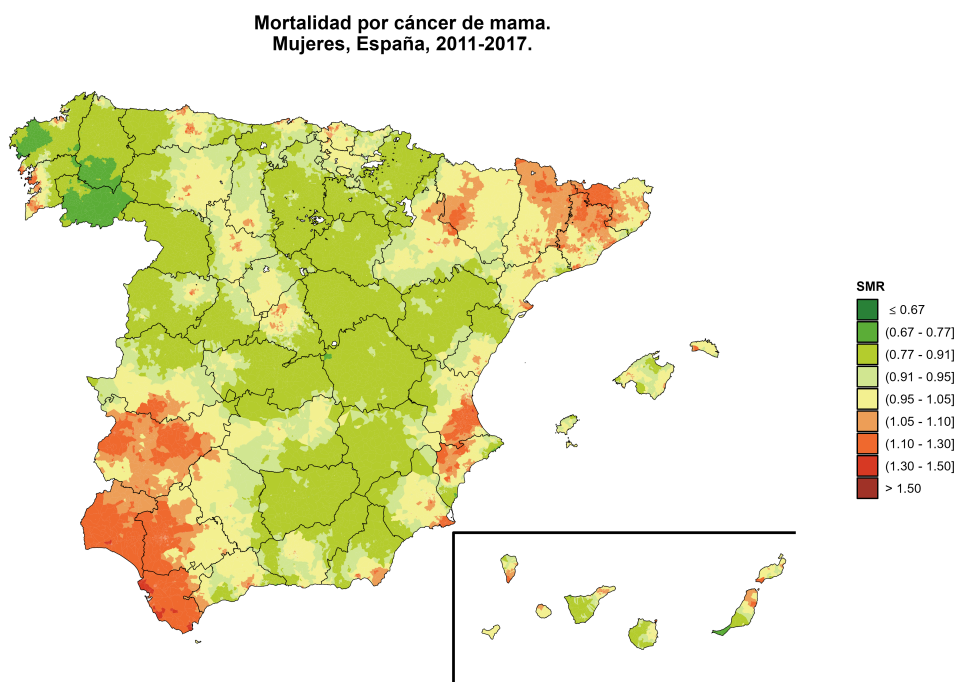 Mortalidad por cáncer de mama.
Mujeres, España, 2011-2017.
SMR
≤ 0.67
(0.67 - 0.77]
(0.77 - 0.91]
(0.91 - 0.95]
(0.95 - 1.05]
(1.05 - 1.10]
(1.10 - 1.30]
(1.30 - 1.50]
> 1.50